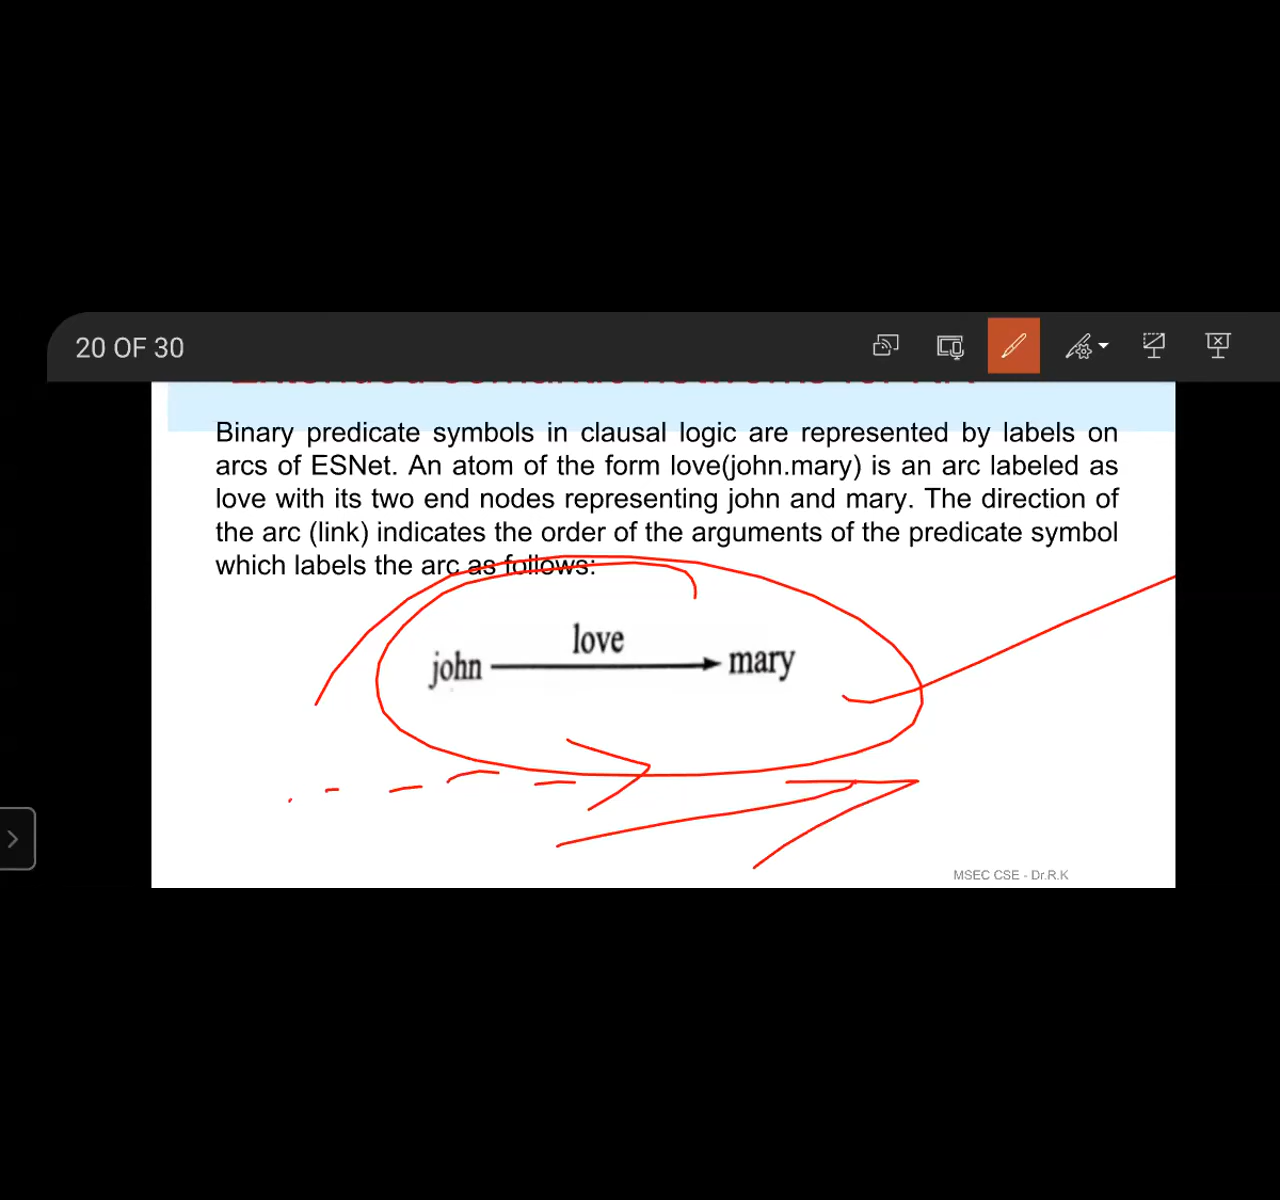 20 OF 30
Binary predicate symbols in clausal logic are represented by labels on
arcs of ESNet. An atom of the form love(john.mary) is an arc labeled as
love with its two end nodes representing john and mary. The direction of
the arc (link) indicates the order of the arguments of the predicate symbol
which labels the arc as follows:
love
john mary
MSEC CSE - Dr.R.K